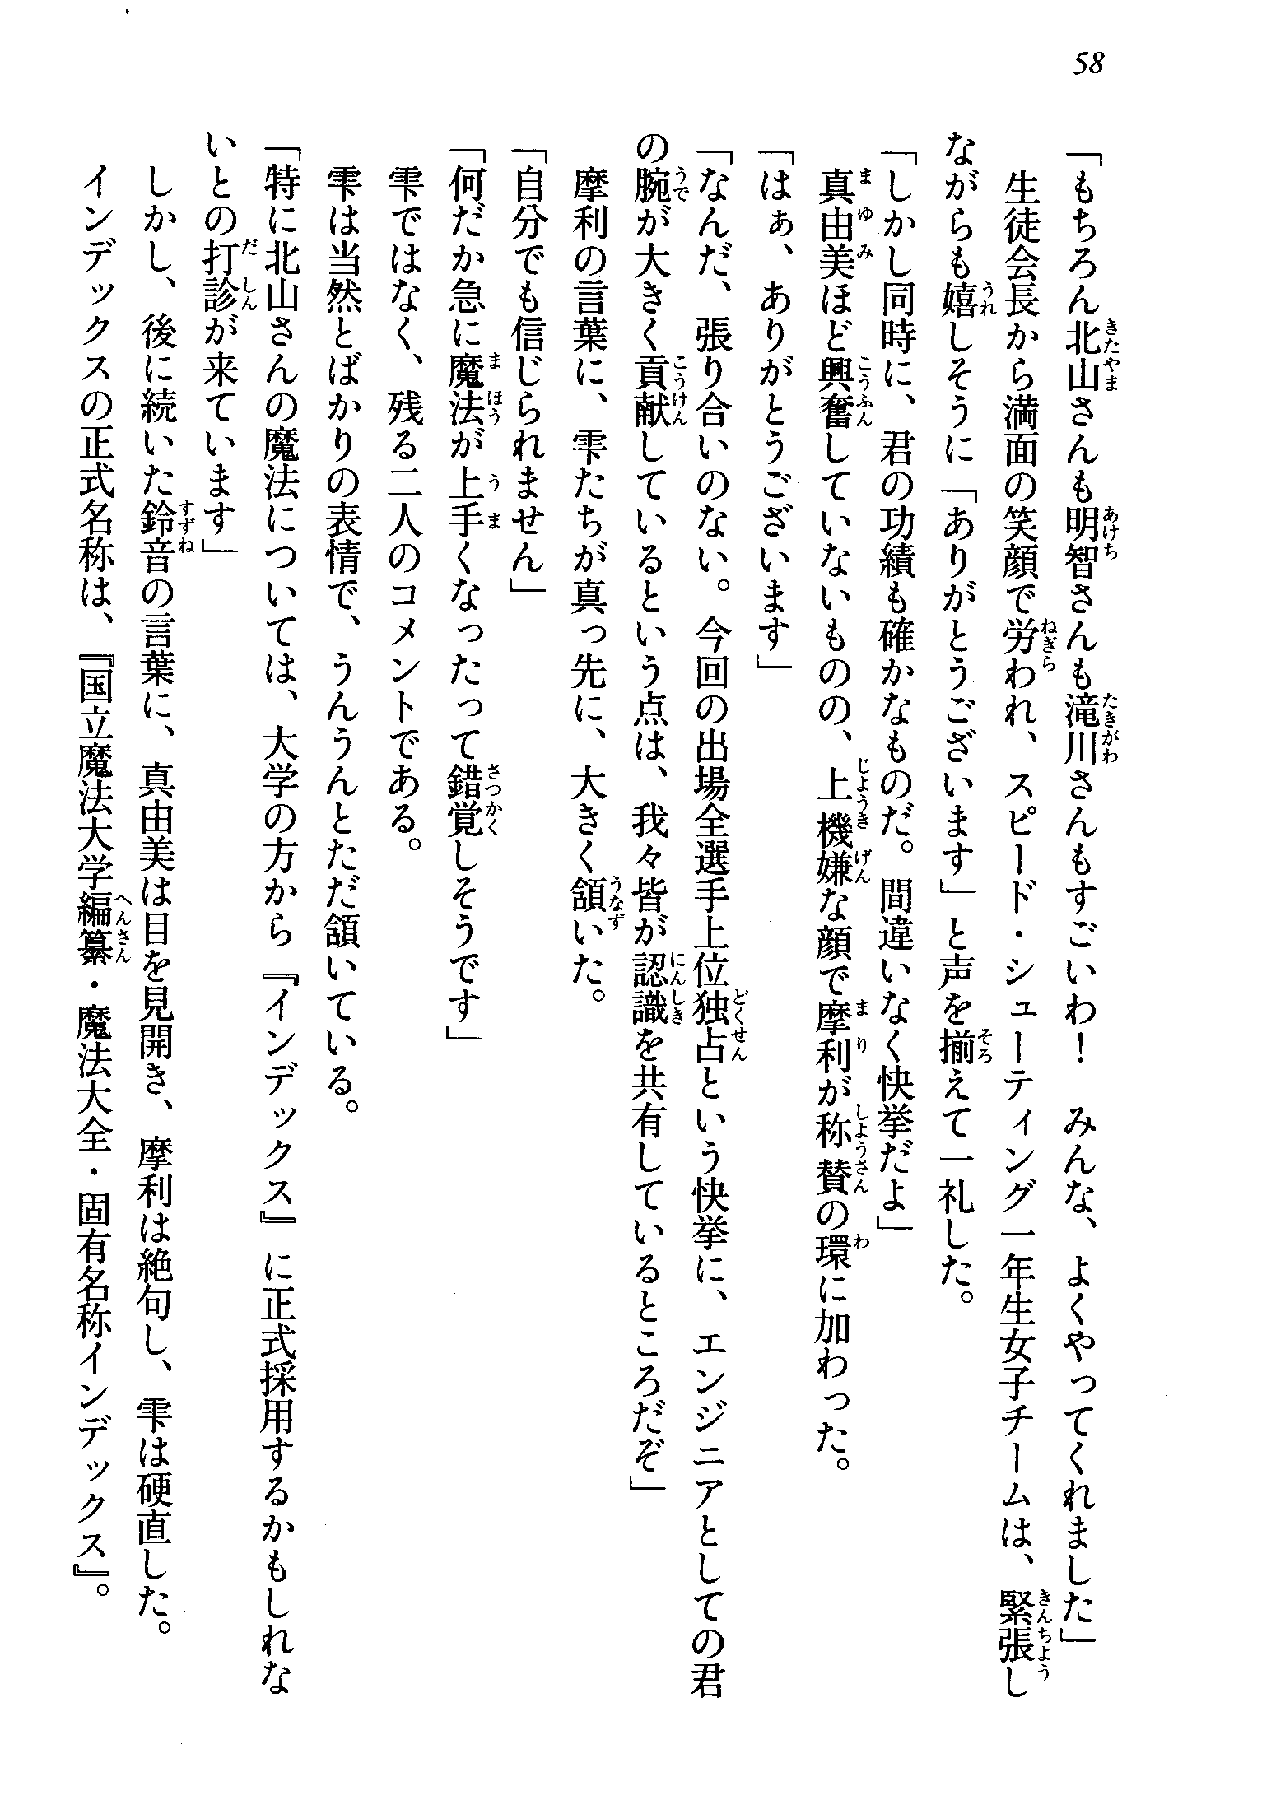 58
「もちろん北山さんも明智さんも滝川さんもすごいわ！　みんな、よくやってくれました」
生徒会長から満面の笑顔で労われ、スピード・シューティング一年生女子チームは、緊張し
ながらも嬉しそうに「ありがとうございます」と声を揃えて一礼した。
「しかし同時に、君の功績も確かなものだ。間違いなく快挙だよ」
真由美ほど興奮していないものの、上機嫌な顔で摩利が称賛の環に加わった。
「はぁ、ありがとうございます」
「なんだ、張り合いのない。今回の出場全選手上位独占という快挙に、エンジニアとしての君
の腕が大きく貢献しているという点は、我々皆が認識を共有しているところだぞ」
摩利の言葉に、雫たちが真っ先に、大きく頷いた。
「自分でも信じられません」
「何だか急に魔法が上手くなったって錯覚しそうです」
雫ではなく、残る二人のコメントである。
雫は当然とばかりの表情で、うんうんとただ頷いている。
「特に北山さんの魔法については、大学の方から『インデックス』に正式採用するかもしれな
いとの打診が来ています」
しかし、後に続いた鈴音の言葉に、真由美は目を見開き、摩利は絶句し、雫は硬直した。
インデックスの正式名称は、『国立魔法大学編纂・魔法大全・固有名称インデックス』。